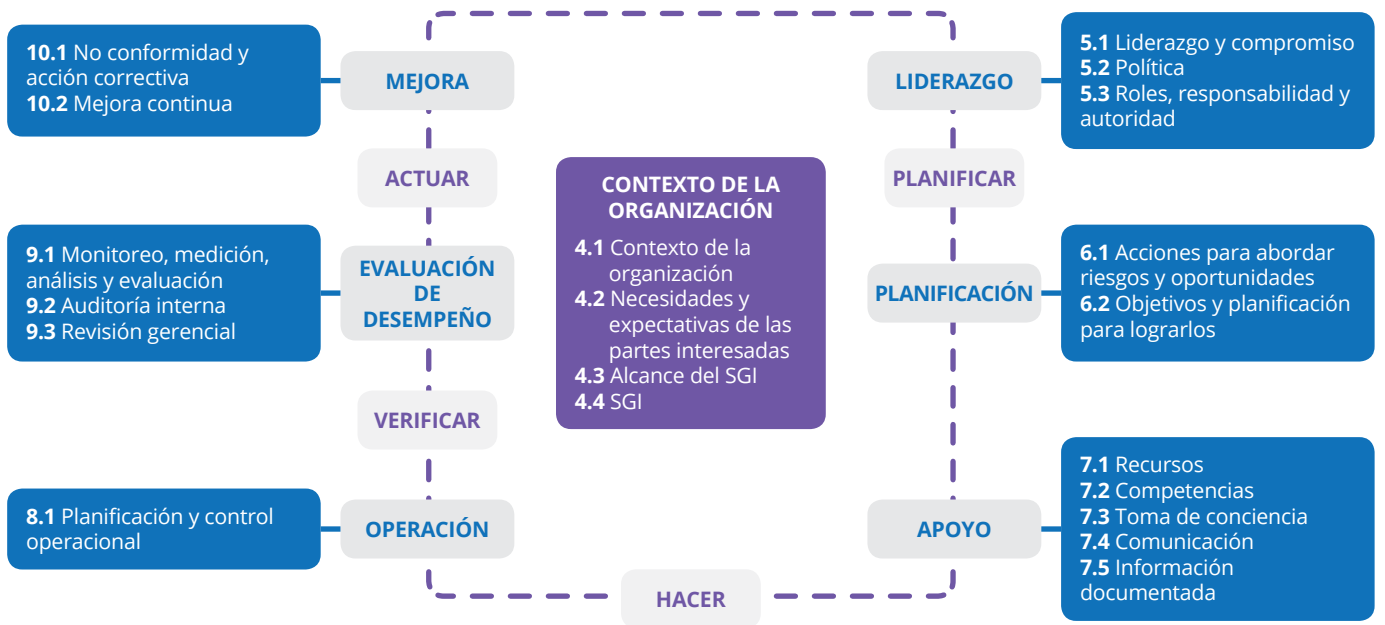 10.1 No conformidad y
acción correctiva
10.2 Mejora continua
MEJORA
LIDERAZGO
5.1 Liderazgo y compromiso
5.2 Política
5.3 Roles, responsabilidad y
autoridad
ACTUAR
PLANIFICAR
CONTEXTO DE LA
ORGANIZACIÓN
4.1 Contexto de la
organización
4.2 Necesidades y
expectativas de las
partes interesadas
4.3 Alcance del SGI
4.4 SGI
9.1 Monitoreo, medición,
análisis y evaluación
9.2 Auditoría interna
9.3 Revisión gerencial
EVALUACIÓN
DE
DESEMPEÑO
PLANIFICACIÓN
6.1 Acciones para abordar
riesgos y oportunidades
6.2 Objetivos y planificación
para lograrlos
VERIFICAR
8.1 Planificación y control
operacional
OPERACIÓN
APOYO
7.1 Recursos
7.2 Competencias
7.3 Toma de conciencia
7.4 Comunicación
7.5 Información
documentada
HACER